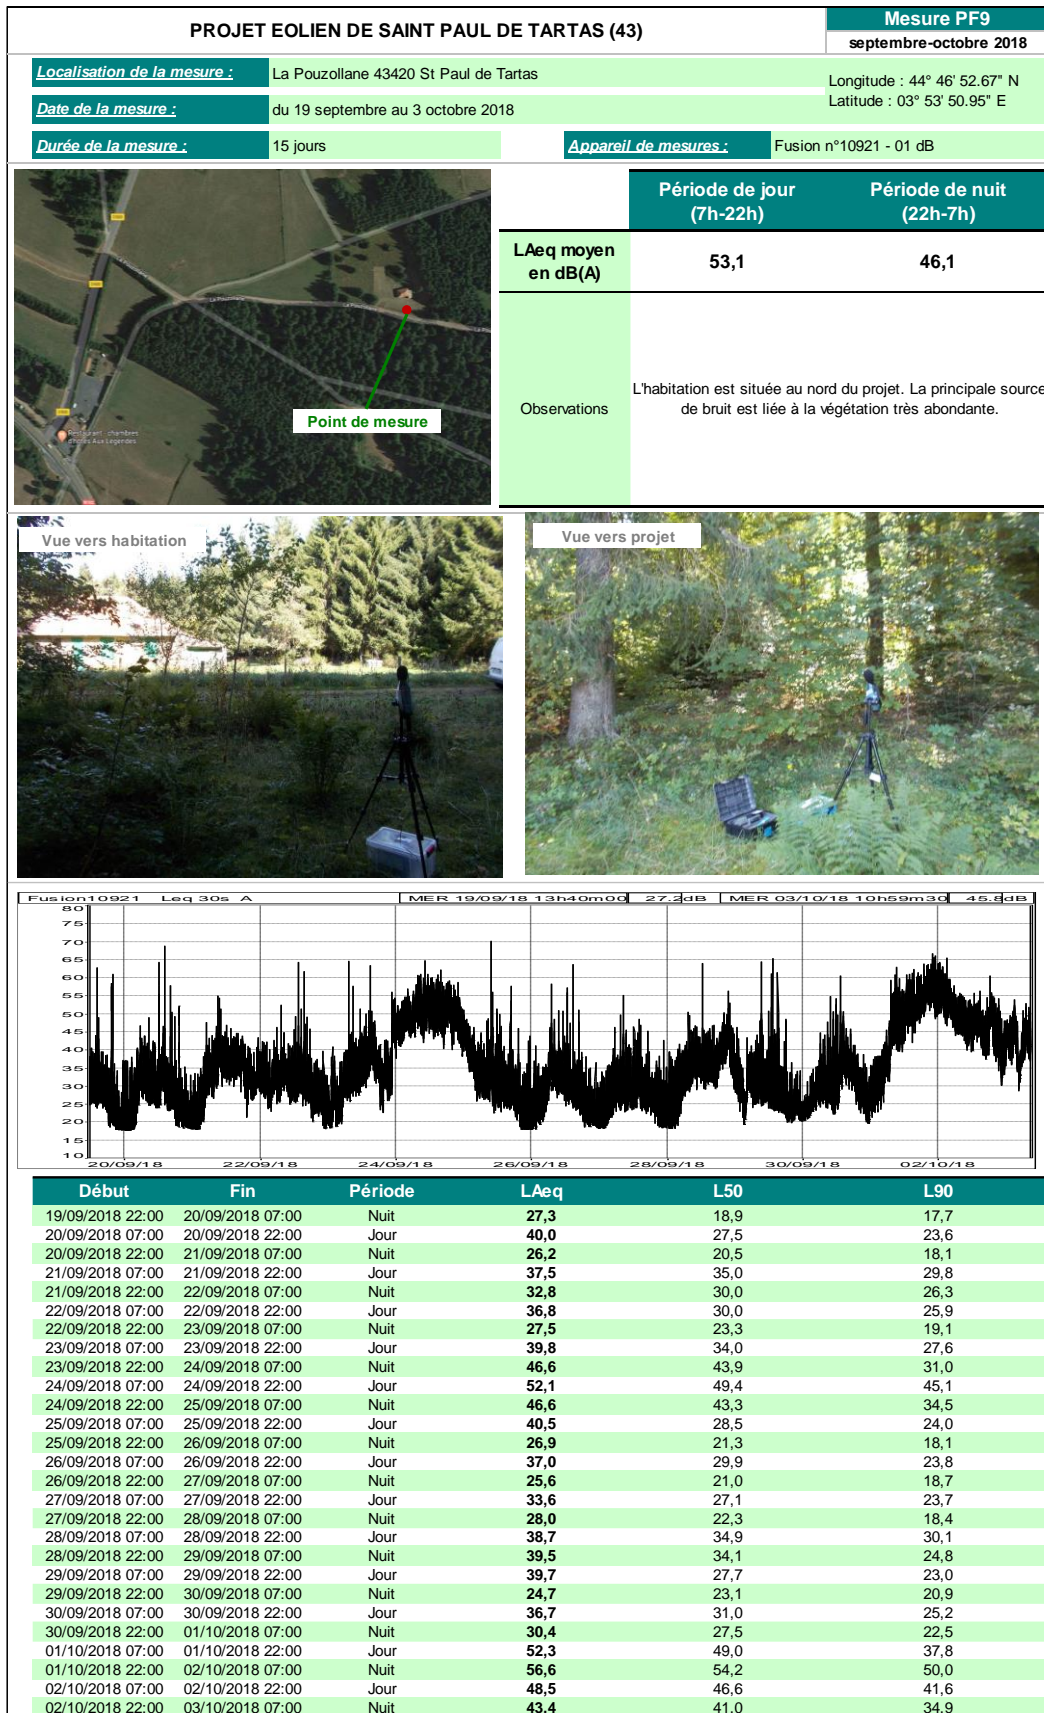 PROJET EOLIEN DE SAINT PAUL DE TARTAS (43)
Mesure PF9
septembre-octobre 2018
Localisation de la mesure :
La Pouzollane 43420 St Paul de Tartas
Longitude : 44° 46' 52.67" N
Latitude : 03° 53' 50.95" E
Date de la mesure :
du 19 septembre au 3 octobre 2018
Durée de la mesure :
15 jours
Appareil de mesures :
Fusion n°10921 - 01 dB
Période de jour
(7h-22h)
Période de nuit
(22h-7h)
LAeq moyen
en dB(A)
53,1
46,1
Observations
L'habitation est située au nord du projet. La principale source
de bruit est liée à la végétation très abondante.
La Pouzollane
La Pouzollane
Restaurant - chambres
d'hôtes Aux Légendes
Point de mesure
Vue vers habitation
Vue vers projet
Fusion10921 Leq 30s A
MER 19/09/18 13h40m00 27.2dB MER 03/10/18 10h59m30 45.8dB
80
75
70
65
60
55
50
45
40
35
30
25
20
15
10
20/09/18 22/09/18 24/09/18 26/09/18 28/09/18 30/09/18 02/10/18
Début Fin Période LAeq L50 L90
19/09/2018 22:00 20/09/2018 07:00 Nuit 27,3 18,9 17,7
20/09/2018 07:00 20/09/2018 22:00 Jour 40,0 27,5 23,6
20/09/2018 22:00 21/09/2018 07:00 Nuit 26,2 20,5 18,1
21/09/2018 07:00 21/09/2018 22:00 Jour 37,5 35,0 29,8
21/09/2018 22:00 22/09/2018 07:00 Nuit 32,8 30,0 26,3
22/09/2018 07:00 22/09/2018 22:00 Jour 36,8 30,0 25,9
22/09/2018 22:00 23/09/2018 07:00 Nuit 27,5 23,3 19,1
23/09/2018 07:00 23/09/2018 22:00 Jour 39,8 34,0 27,6
23/09/2018 22:00 24/09/2018 07:00 Nuit 46,6 43,9 31,0
24/09/2018 07:00 24/09/2018 22:00 Jour 52,1 49,4 45,1
24/09/2018 22:00 25/09/2018 07:00 Nuit 46,6 43,3 34,5
25/09/2018 07:00 25/09/2018 22:00 Jour 40,5 28,5 24,0
25/09/2018 22:00 26/09/2018 07:00 Nuit 26,9 21,3 18,1
26/09/2018 07:00 26/09/2018 22:00 Jour 37,0 29,9 23,8
26/09/2018 22:00 27/09/2018 07:00 Nuit 25,6 21,0 18,7
27/09/2018 07:00 27/09/2018 22:00 Jour 33,6 27,1 23,7
27/09/2018 22:00 28/09/2018 07:00 Nuit 28,0 22,3 18,4
28/09/2018 07:00 28/09/2018 22:00 Jour 38,7 34,9 30,1
28/09/2018 22:00 29/09/2018 07:00 Nuit 39,5 34,1 24,8
29/09/2018 07:00 29/09/2018 22:00 Jour 39,7 27,7 23,0
29/09/2018 22:00 30/09/2018 07:00 Nuit 24,7 23,1 20,9
30/09/2018 07:00 30/09/2018 22:00 Jour 36,7 31,0 25,2
30/09/2018 22:00 01/10/2018 07:00 Nuit 30,4 27,5 22,5
01/10/2018 07:00 01/10/2018 22:00 Jour 52,3 49,0 37,8
01/10/2018 22:00 02/10/2018 07:00 Nuit 56,6 54,2 50,0
02/10/2018 07:00 02/10/2018 22:00 Jour 48,5 46,6 41,6
02/10/2018 22:00 03/10/2018 07:00 Nuit 43,4 41,0 34,9